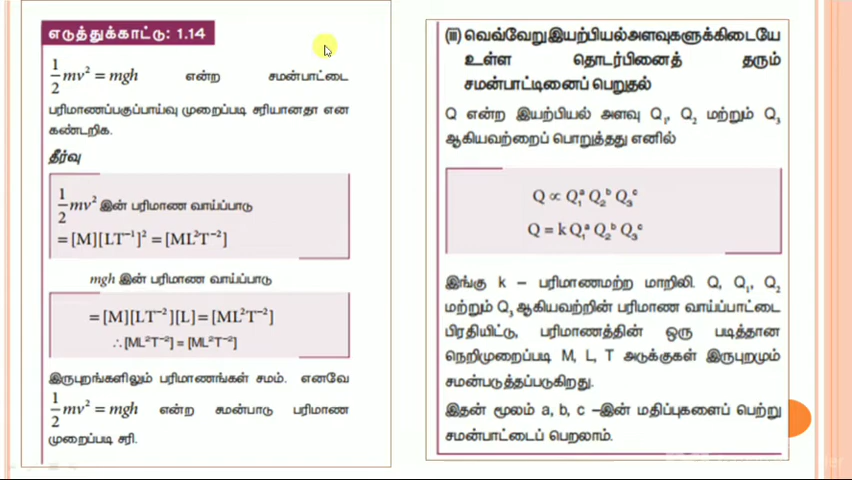 எடுத்துக்காட்டு: 1.14
1/2 mv² = mgh என்ற சமன்பாட்டை
பரிமாணப்பகுப்பாய்வு முறைப்படி சரியானதா என
கண்டறிக.
தீர்வு
1/2 mv² இன் பரிமாண வாய்ப்பாடு
= [M][LT⁻¹]² = [ML²T⁻²]
mgh இன் பரிமாண வாய்ப்பாடு
= [M][LT⁻²][L] = [ML²T⁻²]
∴ [ML²T⁻²] = [ML²T⁻²]
இருபுறங்களிலும் பரிமாணங்கள் சமம். எனவே
1/2 mv² = mgh என்ற சமன்பாடு பரிமாண
முறைப்படி சரி.
(iii) வெவ்வேறு இயற்பியல் அளவுகளுக்கிடையே
உள்ள தொடர்பினைத் தரும்
சமன்பாட்டினைப் பெறுதல்
Q என்ற இயற்பியல் அளவு Q₁, Q₂ மற்றும் Q₃
ஆகியவற்றைப் பொறுத்தது எனில்
Q ∝ Q₁ᵃ Q₂ᵇ Q₃ᶜ
Q = k Q₁ᵃ Q₂ᵇ Q₃ᶜ
இங்கு k – பரிமாணமற்ற மாறிலி. Q, Q₁, Q₂
மற்றும் Q₃ ஆகியவற்றின் பரிமாண வாய்ப்பாட்டை
பிரதியிட்டு, பரிமாணத்தின் ஒரு படித்தான
நெறிமுறைப்படி M, L, T அடுக்குகள் இருபுறமும்
சமன்படுத்தப்படுகிறது.
இதன் மூலம் a, b, c –இன் மதிப்புகளைப் பெற்று
சமன்பாட்டைப் பெறலாம்.